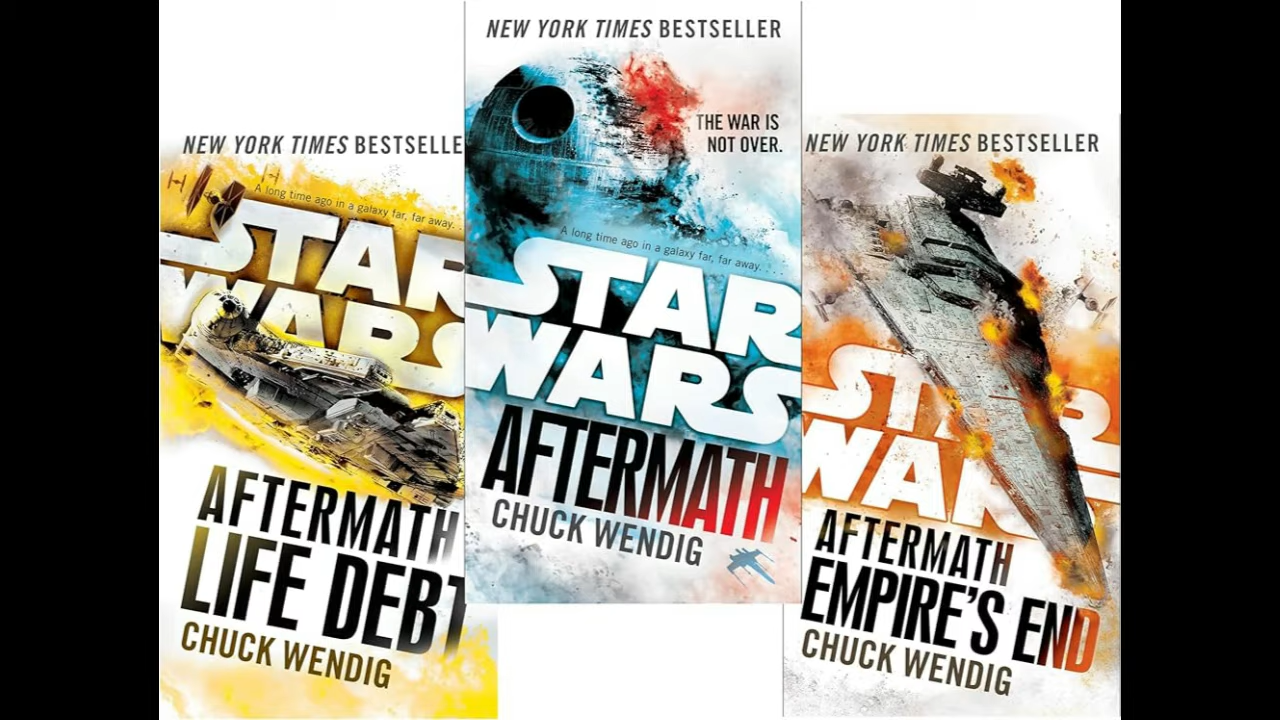 NEW YORK TIMES BESTSELLE
A long time ago in a galaxy far, far away.
STAR
WARS
AFTERMATH
LIFE DEBT
CHUCK WENDIG
NEW YORK TIMES BESTSELLER
THE WAR IS
NOT OVER.
A long time ago in a galaxy far, far away. . . .
STAR
WARS
AFTERMATH
CHUCK WENDIG
NEW YORK TIMES BESTSELLER
STAR
WARS
AFTERMATH
EMPIRE'S END
CHUCK WENDIG